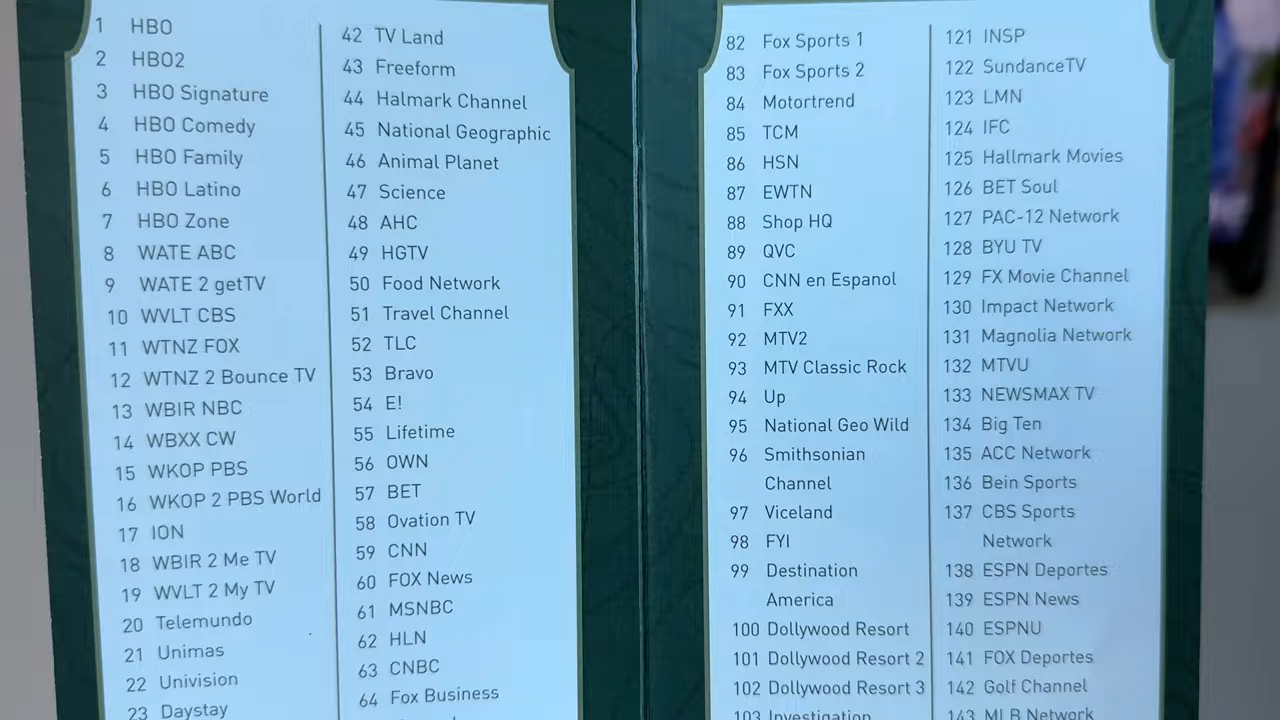 1 HBO
2 HBO2
3 HBO Signature
4 HBO Comedy
5 HBO Family
6 HBO Latino
7 HBO Zone
8 WATE ABC
9 WATE 2 getTV
10 WVLT CBS
11 WTNZ FOX
12 WTNZ 2 Bounce TV
13 WBIR NBC
14 WBXX CW
15 WKOP PBS
16 WKOP 2 PBS World
17 ION
18 WBIR 2 Me TV
19 WVLT 2 My TV
20 Telemundo
21 Unimas
22 Univision
23 Daystay
42 TV Land
43 Freeform
44 Halmark Channel
45 National Geographic
46 Animal Planet
47 Science
48 AHC
49 HGTV
50 Food Network
51 Travel Channel
52 TLC
53 Bravo
54 E!
55 Lifetime
56 OWN
57 BET
58 Ovation TV
59 CNN
60 FOX News
61 MSNBC
62 HLN
63 CNBC
64 Fox Business
82 Fox Sports 1
83 Fox Sports 2
84 Motortrend
85 TCM
86 HSN
87 EWTN
88 Shop HQ
89 QVC
90 CNN en Espanol
91 FXX
92 MTV2
93 MTV Classic Rock
94 Up
95 National Geo Wild
96 Smithsonian
Channel
97 Viceland
98 FYI
99 Destination
America
100 Dollywood Resort
101 Dollywood Resort 2
102 Dollywood Resort 3
103 Investigation
121 INSP
122 SundanceTV
123 LMN
124 IFC
125 Hallmark Movies
126 BET Soul
127 PAC-12 Network
128 BYU TV
129 FX Movie Channel
130 Impact Network
131 Magnolia Network
132 MTVU
133 NEWSMAX TV
134 Big Ten
135 ACC Network
136 Bein Sports
137 CBS Sports
Network
138 ESPN Deportes
139 ESPN News
140 ESPNU
141 FOX Deportes
142 Golf Channel
143 MLB Network